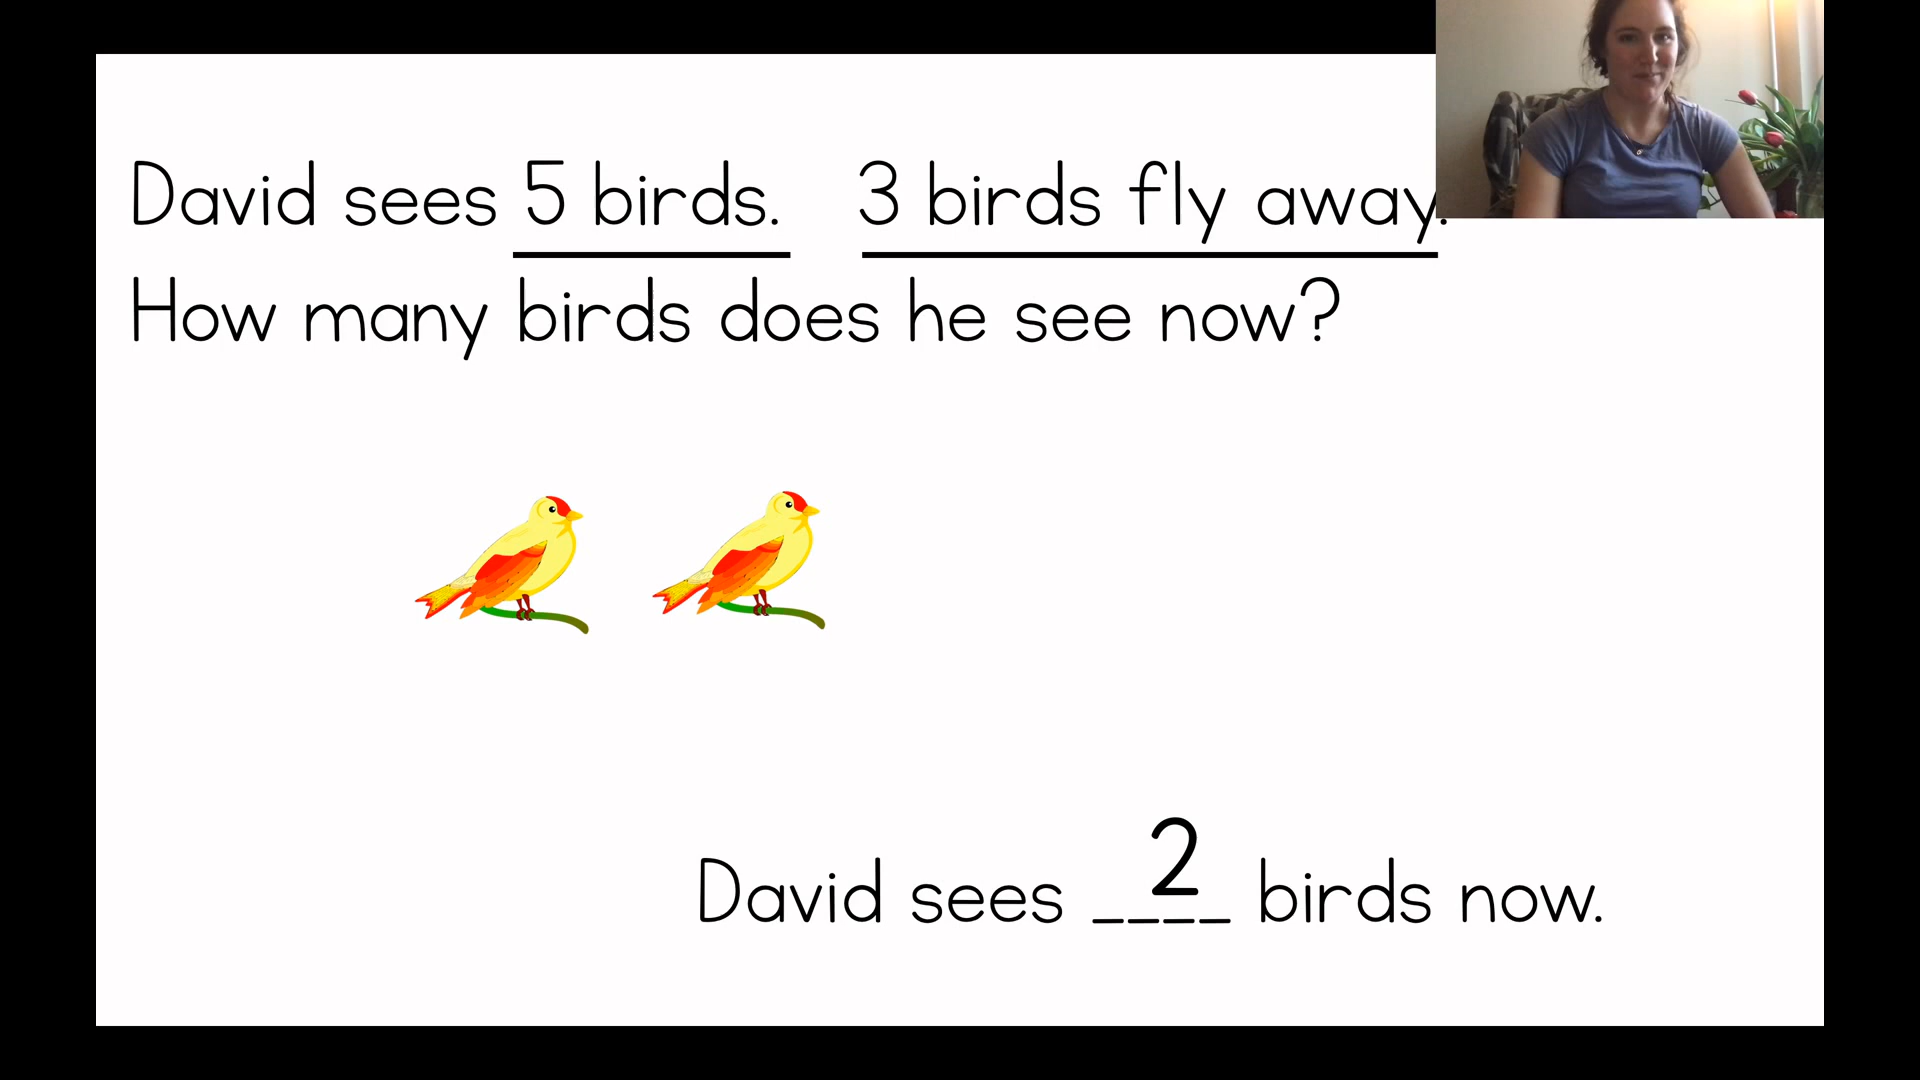 David sees 5 birds. 3 birds fly away.
How many birds does he see now?
2
David sees ____ birds now.